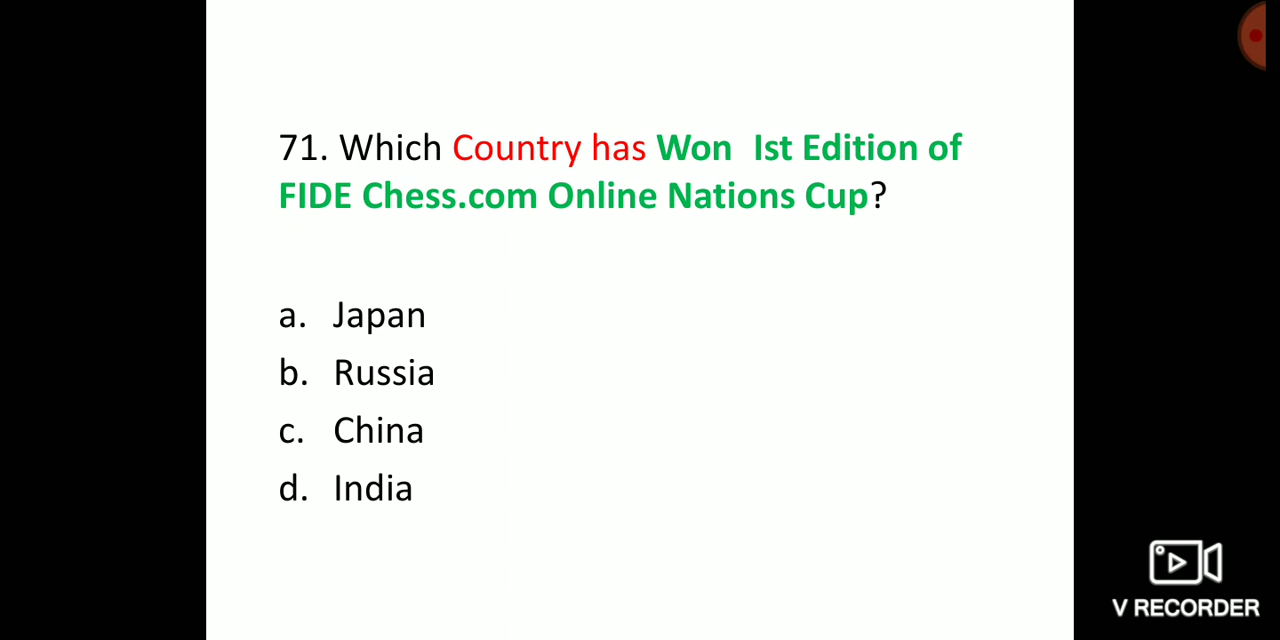 71. Which Country has Won  Ist Edition of
FIDE Chess.com Online Nations Cup?
a. Japan
b. Russia
c. China
d. India
V RECORDER